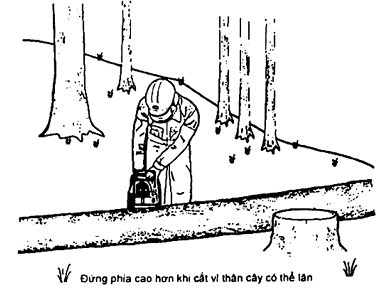 Đứng phía cao hơn khi cắt vì thân cây có thể lăn